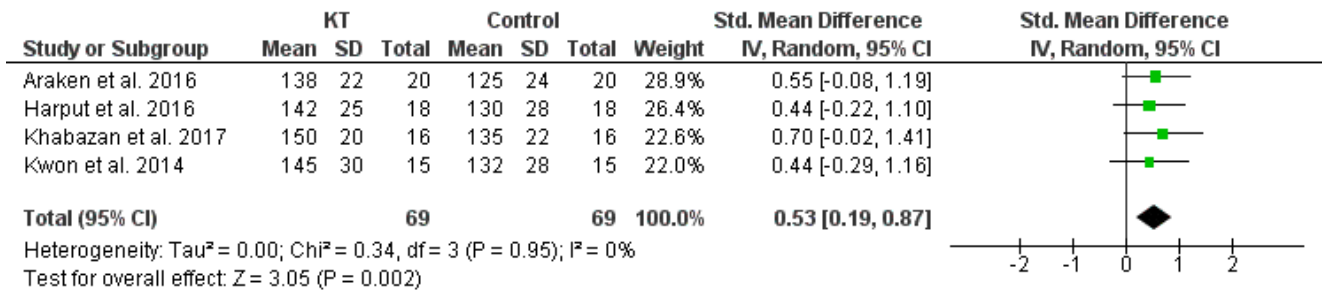 KT Control Std. Mean Difference Std. Mean Difference
Study or Subgroup Mean SD Total Mean SD Total Weight IV, Random, 95% CI IV, Random, 95% CI
Araken et al. 2016 138 22 20 125 24 20 28.9% 0.55 [-0.08, 1.19]
Harput et al. 2016 142 25 18 130 28 18 26.4% 0.44 [-0.22, 1.10]
Khabazan et al. 2017 150 20 16 135 22 16 22.6% 0.70 [-0.02, 1.41]
Kwon et al. 2014 145 30 15 132 28 15 22.0% 0.44 [-0.29, 1.16]
Total (95% CI) 69 69 100.0% 0.53 [0.19, 0.87]
Heterogeneity: Tau² = 0.00; Chi² = 0.34, df = 3 (P = 0.95); I² = 0%
Test for overall effect: Z = 3.05 (P = 0.002)
-2 -1 0 1 2